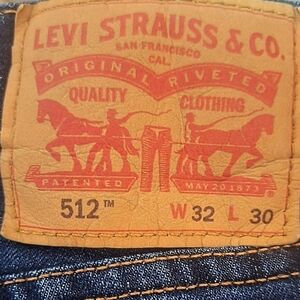 LEVI STRAUSS & CO.
SAN FRANCISCO
CAL.
ORIGINAL RIVETED
QUALITY CLOTHING
PATENTED MAY 20 1873
512™ W 32 L 30